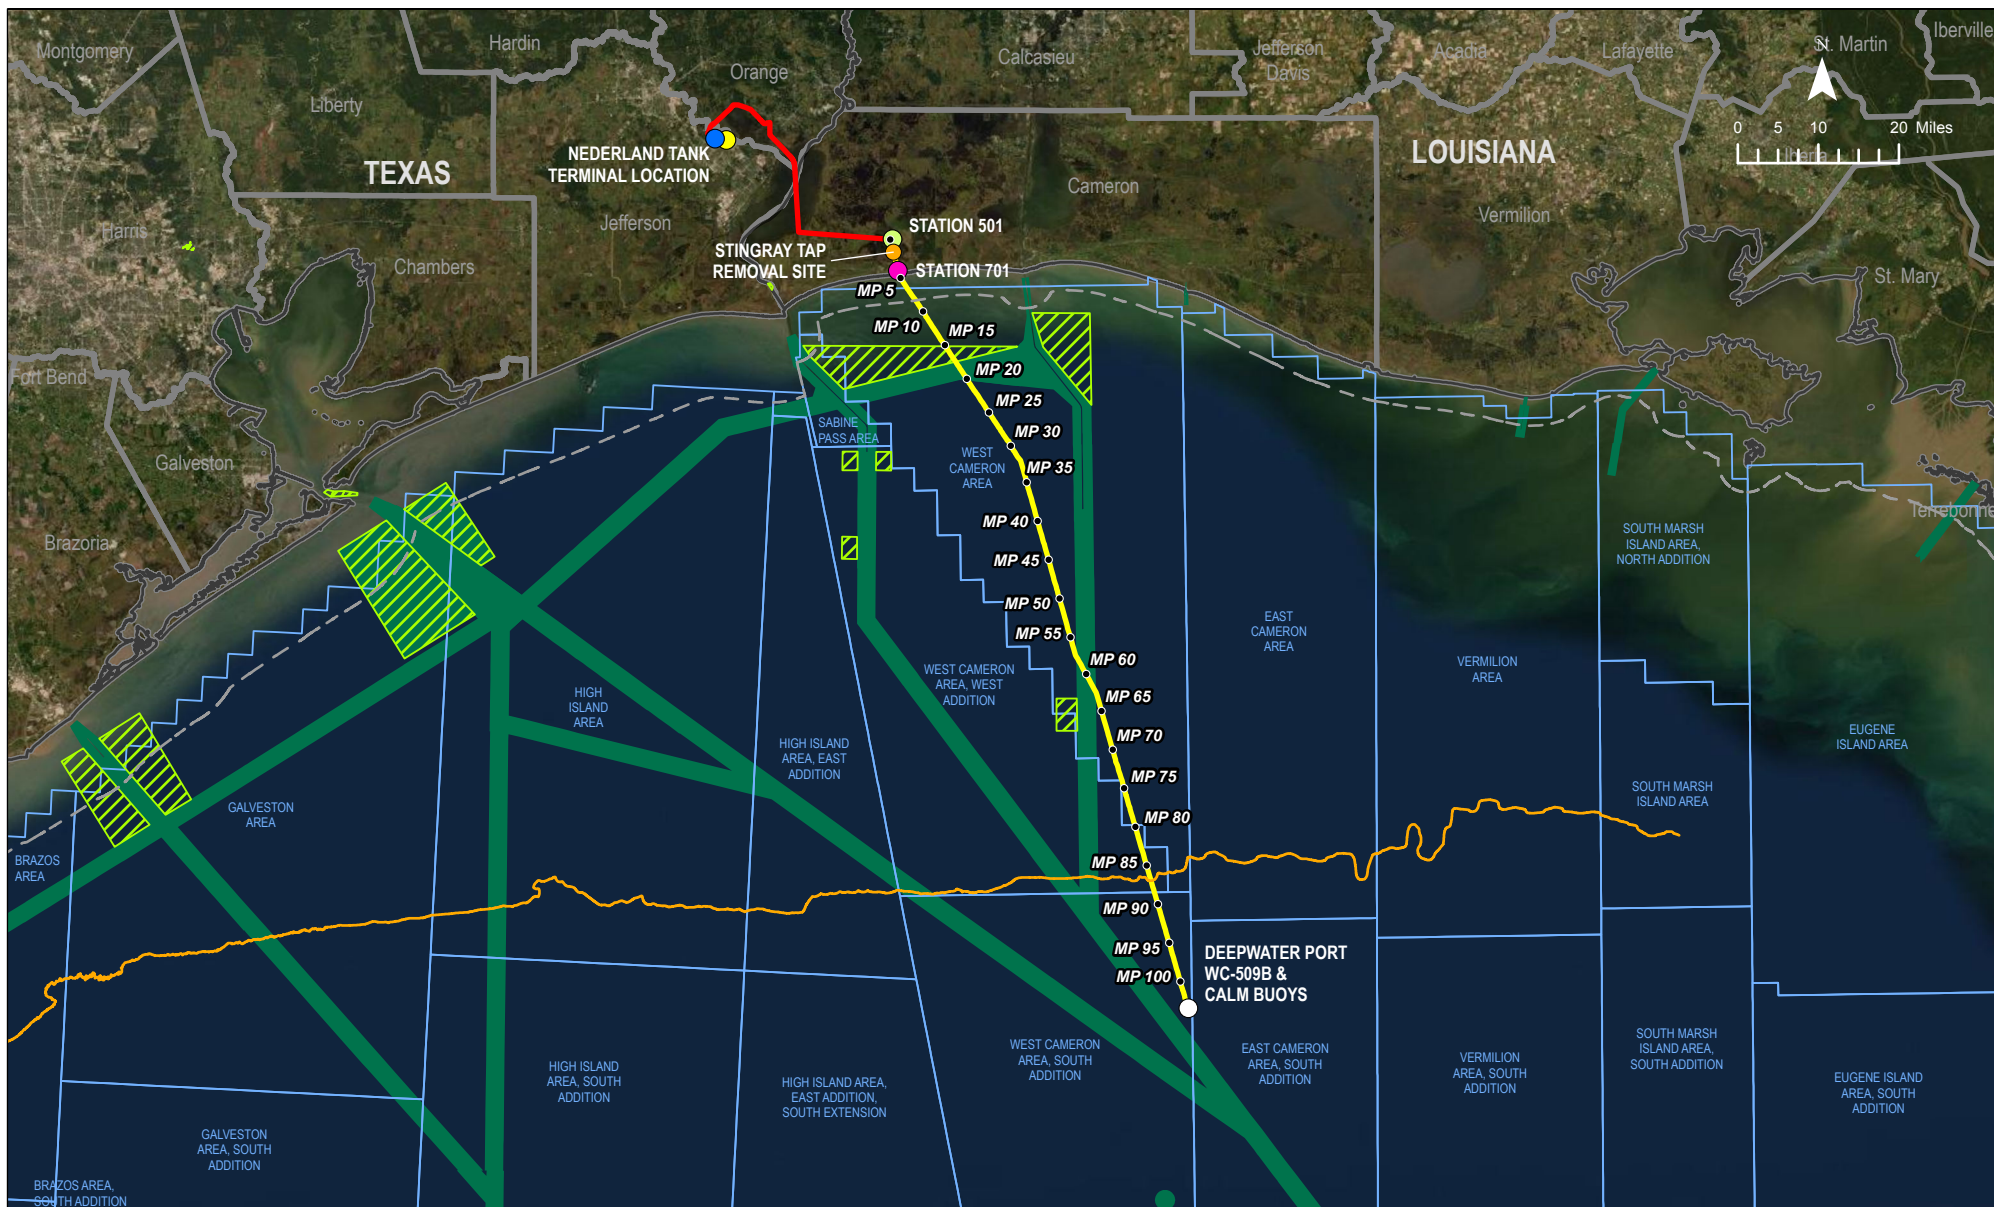 Montgomery
Hardin
Orange
Calcasieu
Jefferson
Davis
Acadia
Lafayette
St. Martin
Iberville
N
Liberty
0 5 10 20 Miles
Iberia
NEDERLAND TANK
TERMINAL LOCATION
TEXAS
LOUISIANA
Cameron
Harris
Jefferson
Vermilion
STATION 501
STINGRAY TAP
REMOVAL SITE
STATION 701
Chambers
St. Mary
MP 5
MP 10
MP 15
MP 20
MP 25
MP 30
MP 35
MP 40
MP 45
MP 50
MP 55
MP 60
MP 65
MP 70
MP 75
MP 80
MP 85
MP 90
MP 95
MP 100
Fort Bend
Galveston
Brazoria
Terrebonne
SABINE
PASS AREA
WEST
CAMERON
AREA
SOUTH MARSH
ISLAND AREA,
NORTH ADDITION
EAST
CAMERON
AREA
VERMILION
AREA
WEST CAMERON
AREA, WEST
ADDITION
HIGH
ISLAND
AREA
HIGH ISLAND
AREA, EAST
ADDITION
EUGENE
ISLAND AREA
SOUTH MARSH
ISLAND AREA
GALVESTON
AREA
BRAZOS
AREA
DEEPWATER PORT
WC-509B &
CALM BUOYS
WEST CAMERON
AREA, SOUTH
ADDITION
EAST CAMERON
AREA, SOUTH
ADDITION
VERMILION
AREA, SOUTH
ADDITION
SOUTH MARSH
ISLAND AREA,
SOUTH ADDITION
EUGENE ISLAND
AREA, SOUTH
ADDITION
HIGH ISLAND
AREA, SOUTH
ADDITION
HIGH ISLAND AREA,
EAST ADDITION,
SOUTH EXTENSION
GALVESTON
AREA, SOUTH
ADDITION
BRAZOS AREA,
SOUTH ADDITION